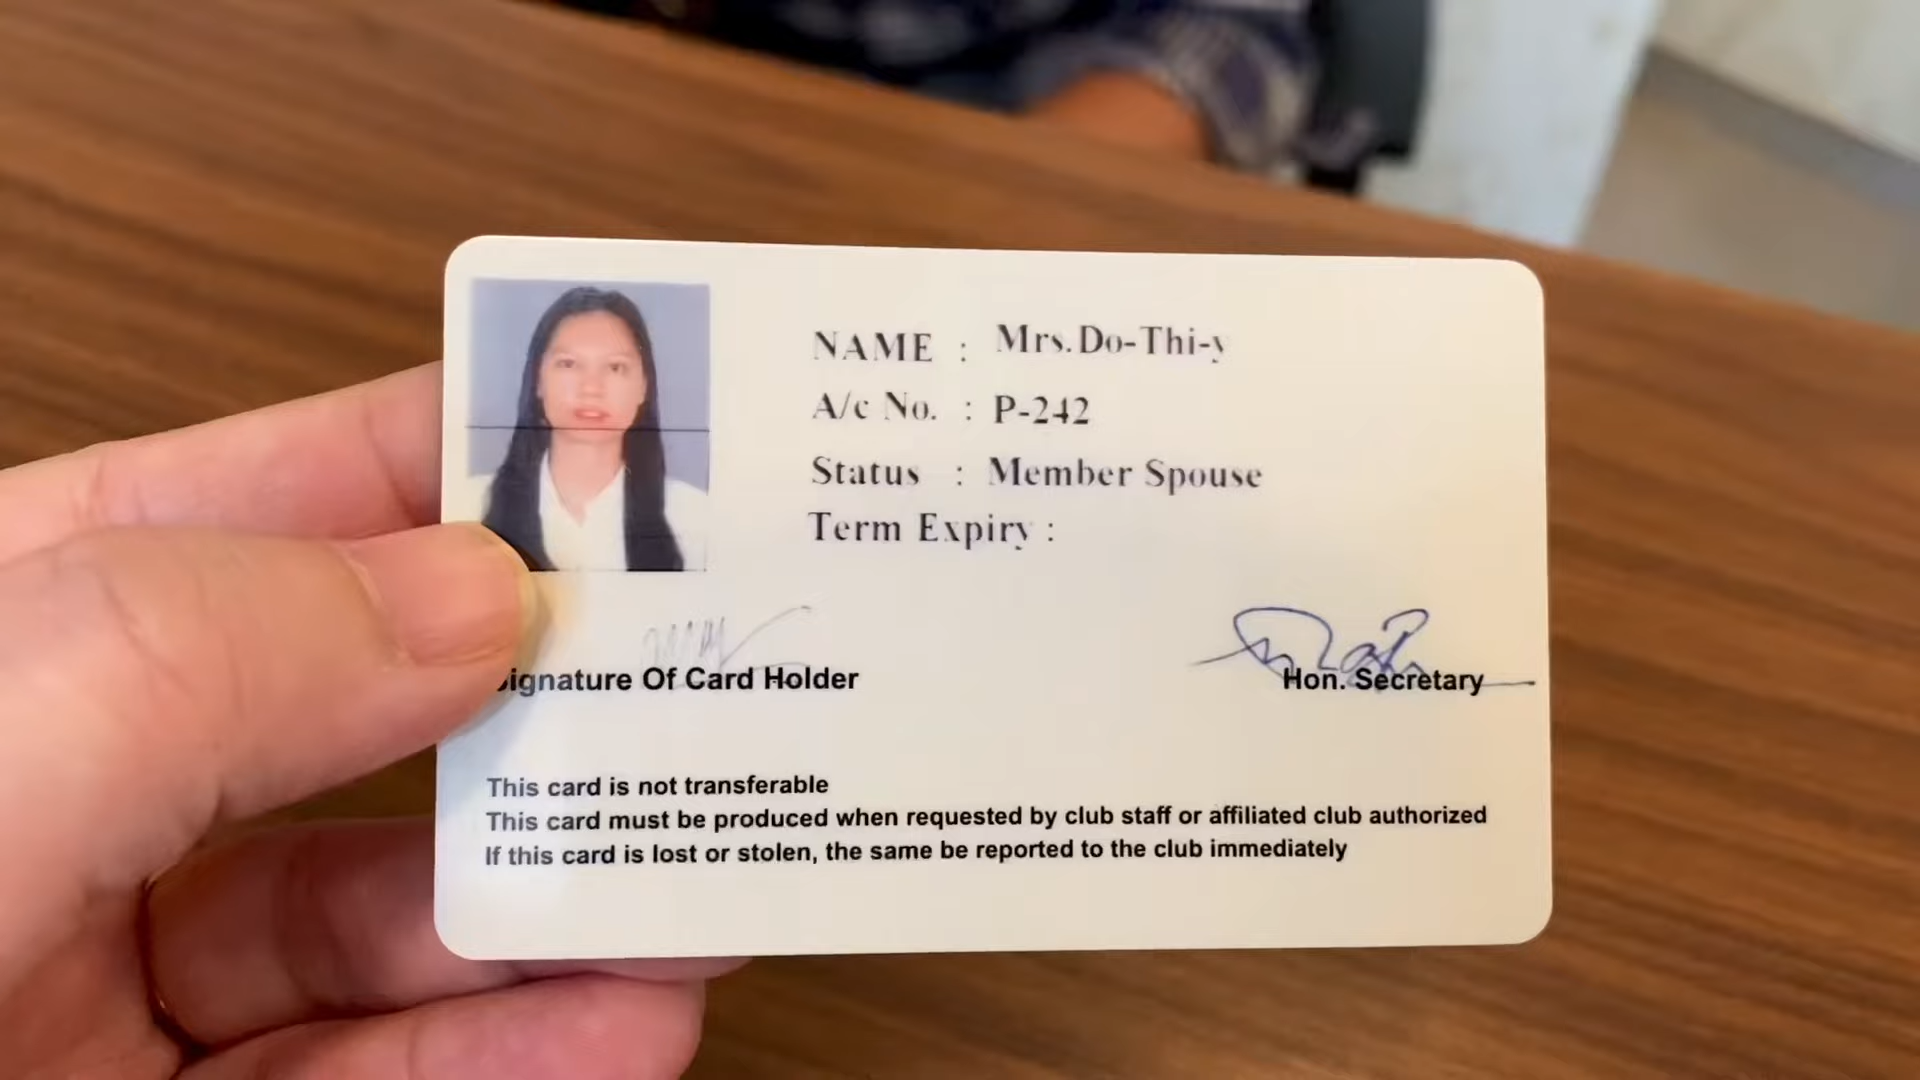 NAME : Mrs.Do-Thi-y
A/c No. : P-242
Status : Member Spouse
Term Expiry :
Signature Of Card Holder
Hon. Secretary
This card is not transferable
This card must be produced when requested by club staff or affiliated club authorized
If this card is lost or stolen, the same be reported to the club immediately